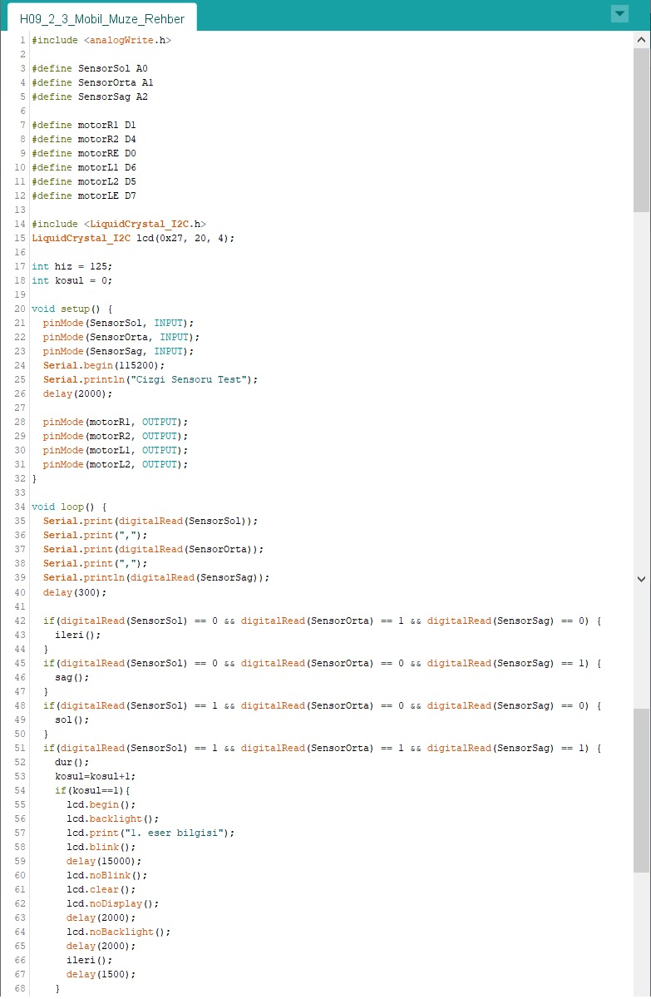 H09_2_3_Mobil_Muze_Rehber
1 #include <analogWrite.h>
2
3 #define SensorSol A0
4 #define SensorOrta A1
5 #define SensorSag A2
6
7 #define motorR1 D1
8 #define motorR2 D4
9 #define motorRE D0
10 #define motorL1 D6
11 #define motorL2 D5
12 #define motorLE D7
13
14 #include <LiquidCrystal_I2C.h>
15 LiquidCrystal_I2C lcd(0x27, 20, 4);
16
17 int hiz = 125;
18 int kosul = 0;
19
20 void setup() {
21   pinMode(SensorSol, INPUT);
22   pinMode(SensorOrta, INPUT);
23   pinMode(SensorSag, INPUT);
24   Serial.begin(115200);
25   Serial.println("Cizgi Sensoru Test");
26   delay(2000);
27
28   pinMode(motorR1, OUTPUT);
29   pinMode(motorR2, OUTPUT);
30   pinMode(motorL1, OUTPUT);
31   pinMode(motorL2, OUTPUT);
32 }
33
34 void loop() {
35   Serial.print(digitalRead(SensorSol));
36   Serial.print(",");
37   Serial.print(digitalRead(SensorOrta));
38   Serial.print(",");
39   Serial.println(digitalRead(SensorSag));
40   delay(300);
41
42   if(digitalRead(SensorSol) == 0 && digitalRead(SensorOrta) == 1 && digitalRead(SensorSag) == 0) {
43     ileri();
44   }
45   if(digitalRead(SensorSol) == 0 && digitalRead(SensorOrta) == 0 && digitalRead(SensorSag) == 1) {
46     sag();
47   }
48   if(digitalRead(SensorSol) == 1 && digitalRead(SensorOrta) == 0 && digitalRead(SensorSag) == 0) {
49     sol();
50   }
51   if(digitalRead(SensorSol) == 1 && digitalRead(SensorOrta) == 1 && digitalRead(SensorSag) == 1) {
52     dur();
53     kosul=kosul+1;
54     if(kosul==1){
55       lcd.begin();
56       lcd.backlight();
57       lcd.print("1. eser bilgisi");
58       lcd.blink();
59       delay(15000);
60       lcd.noBlink();
61       lcd.clear();
62       lcd.noDisplay();
63       delay(2000);
64       lcd.noBacklight();
65       delay(2000);
66       ileri();
67       delay(1500);
68     }